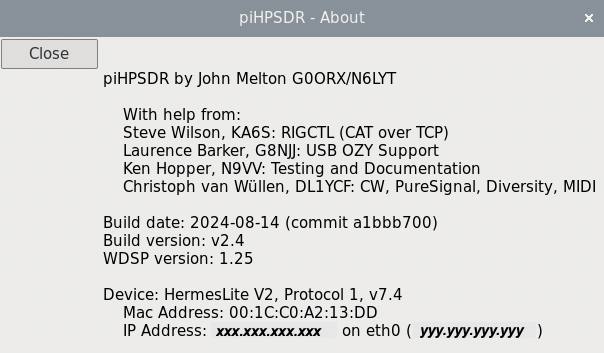 piHPSDR - About
×
Close
piHPSDR by John Melton G0ORX/N6LYT
With help from:
Steve Wilson, KA6S: RIGCTL (CAT over TCP)
Laurence Barker, G8NJJ: USB OZY Support
Ken Hopper, N9VV: Testing and Documentation
Christoph van Wüllen, DL1YCF: CW, PureSignal, Diversity, MIDI
Build date: 2024-08-14 (commit a1bbb700)
Build version: v2.4
WDSP version: 1.25
Device: HermesLite V2, Protocol 1, v7.4
Mac Address: 00:1C:C0:A2:13:DD
IP Address: xxx.xxx.xxx.xxx on eth0 ( yyy.yyy.yyy.yyy )